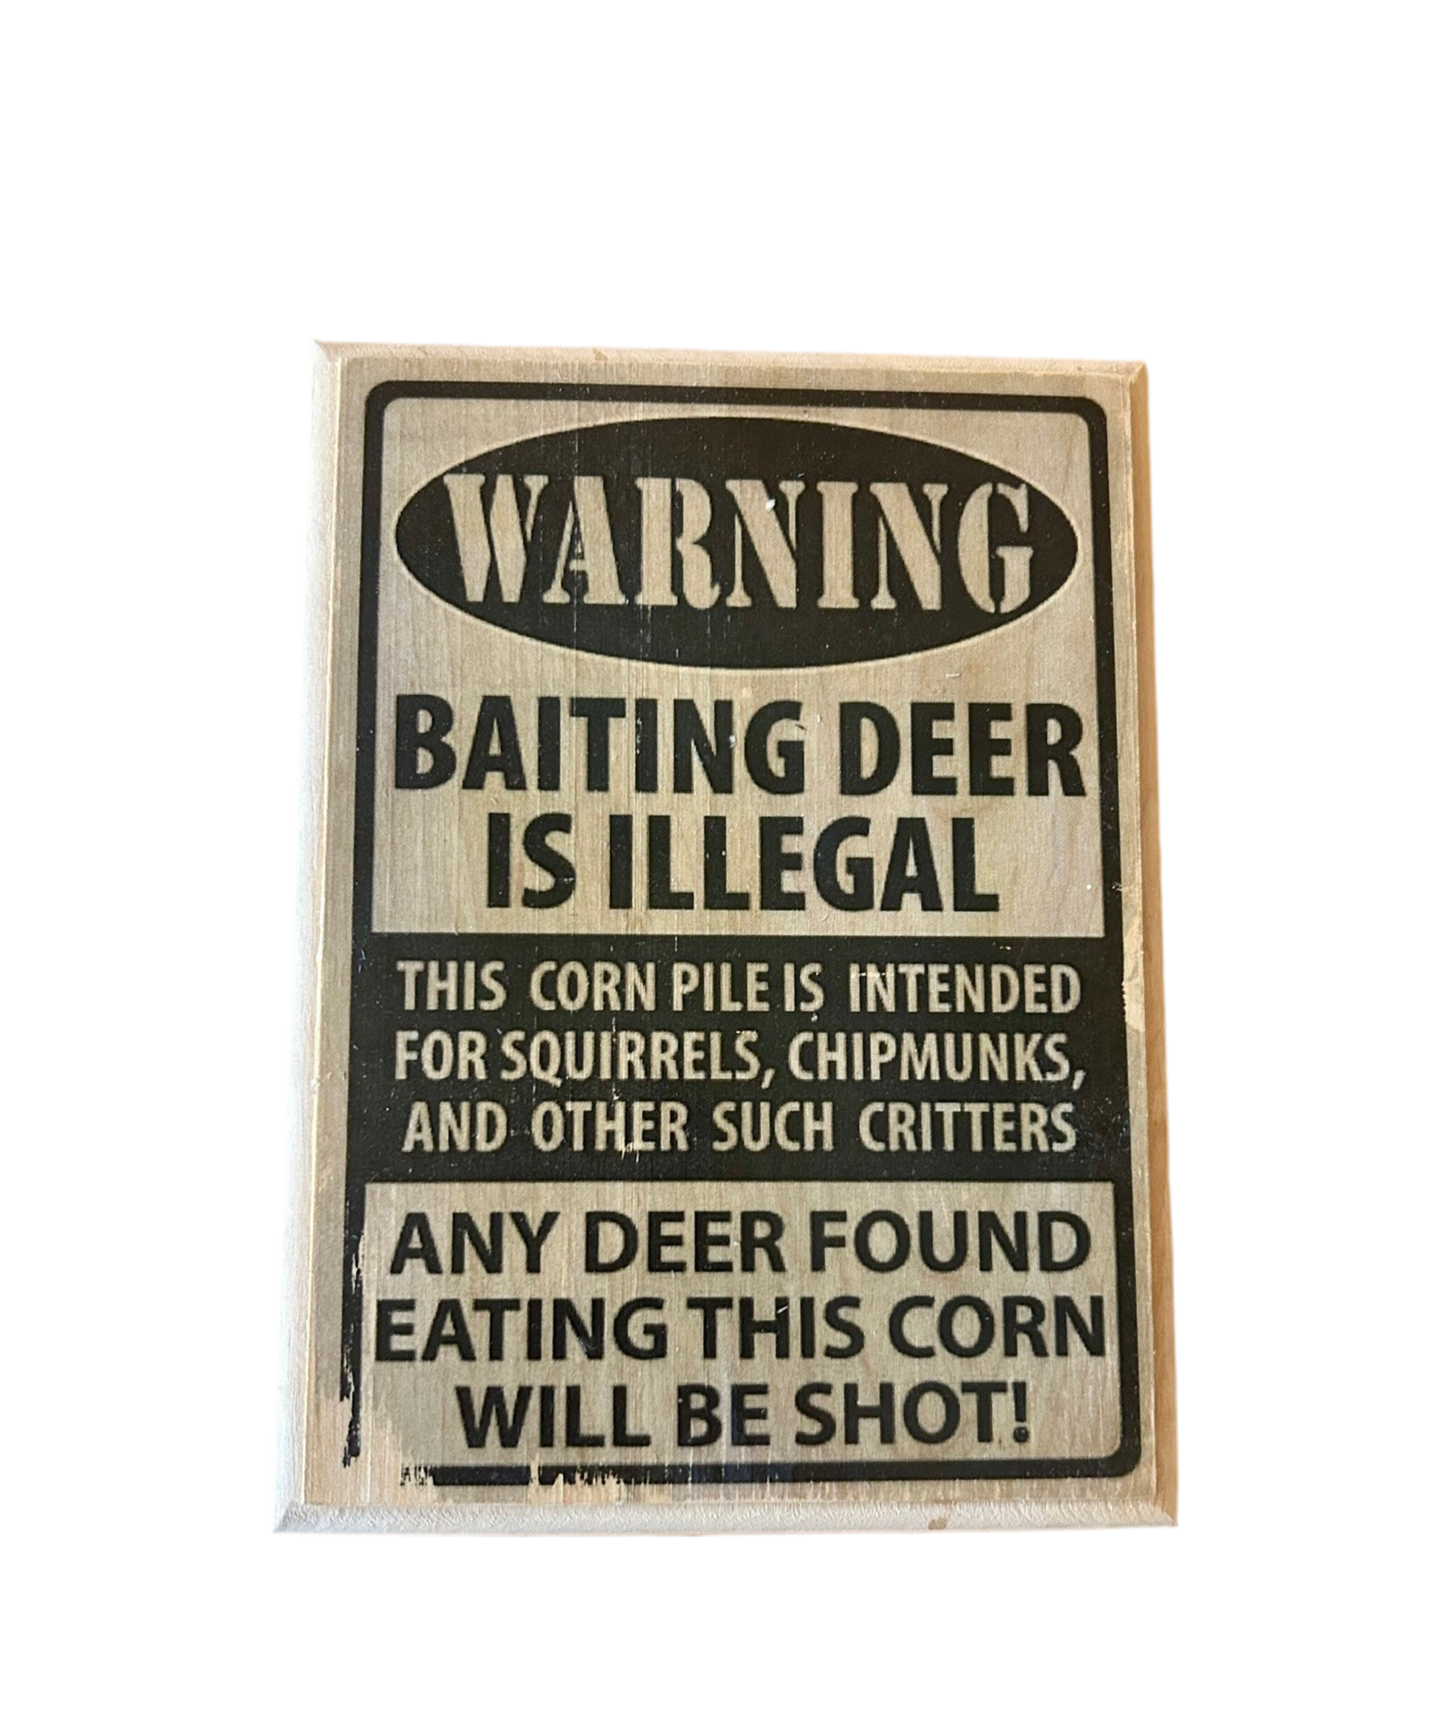 WARNING
BAITING DEER
IS ILLEGAL
THIS CORN PILE IS INTENDED
FOR SQUIRRELS, CHIPMUNKS,
AND OTHER SUCH CRITTERS
ANY DEER FOUND
EATING THIS CORN
WILL BE SHOT!